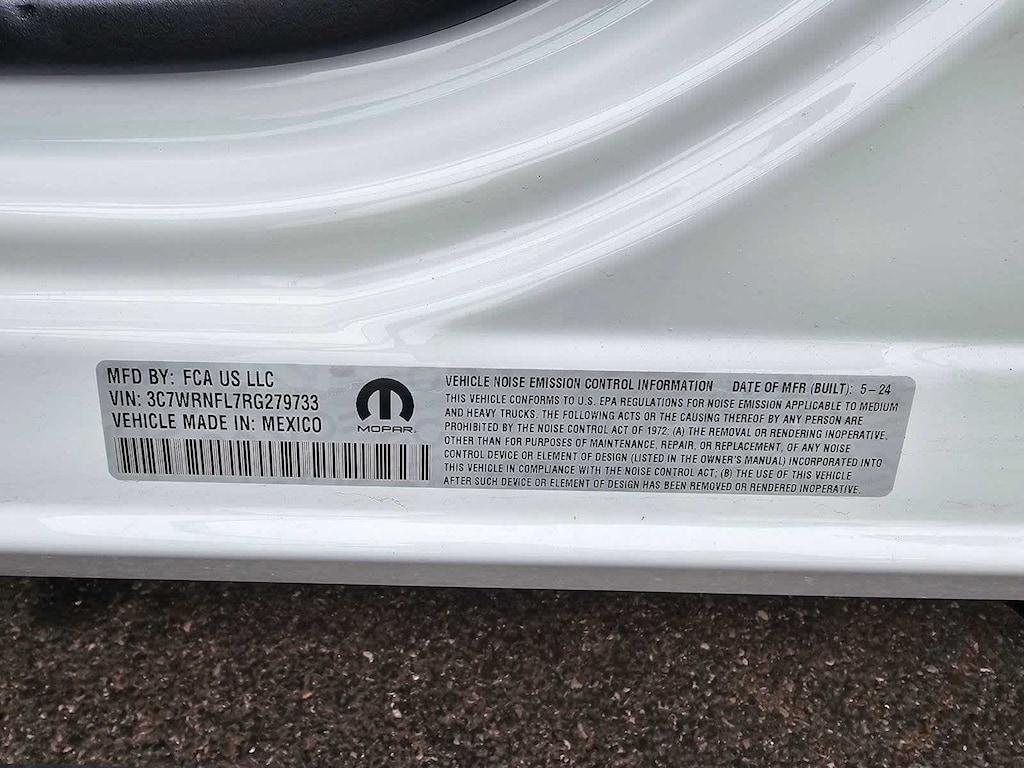 MFD BY: FCA US LLC
VIN: 3C7WRNFL7RG279733
VEHICLE MADE IN: MEXICO
MOPAR.
VEHICLE NOISE EMISSION CONTROL INFORMATION DATE OF MFR (BUILT): 5-24
THIS VEHICLE CONFORMS TO U.S. EPA REGULATIONS FOR NOISE EMISSION APPLICABLE TO MEDIUM
AND HEAVY TRUCKS. THE FOLLOWING ACTS OR THE CAUSING THEREOF BY ANY PERSON ARE
PROHIBITED BY THE NOISE CONTROL ACT OF 1972: (A) THE REMOVAL OR RENDERING INOPERATIVE,
OTHER THAN FOR PURPOSES OF MAINTENANCE, REPAIR, OR REPLACEMENT, OF ANY NOISE
CONTROL DEVICE OR ELEMENT OF DESIGN (LISTED IN THE OWNER'S MANUAL) INCORPORATED INTO
THIS VEHICLE IN COMPLIANCE WITH THE NOISE CONTROL ACT; (B) THE USE OF THIS VEHICLE
AFTER SUCH DEVICE OR ELEMENT OF DESIGN HAS BEEN REMOVED OR RENDERED INOPERATIVE.